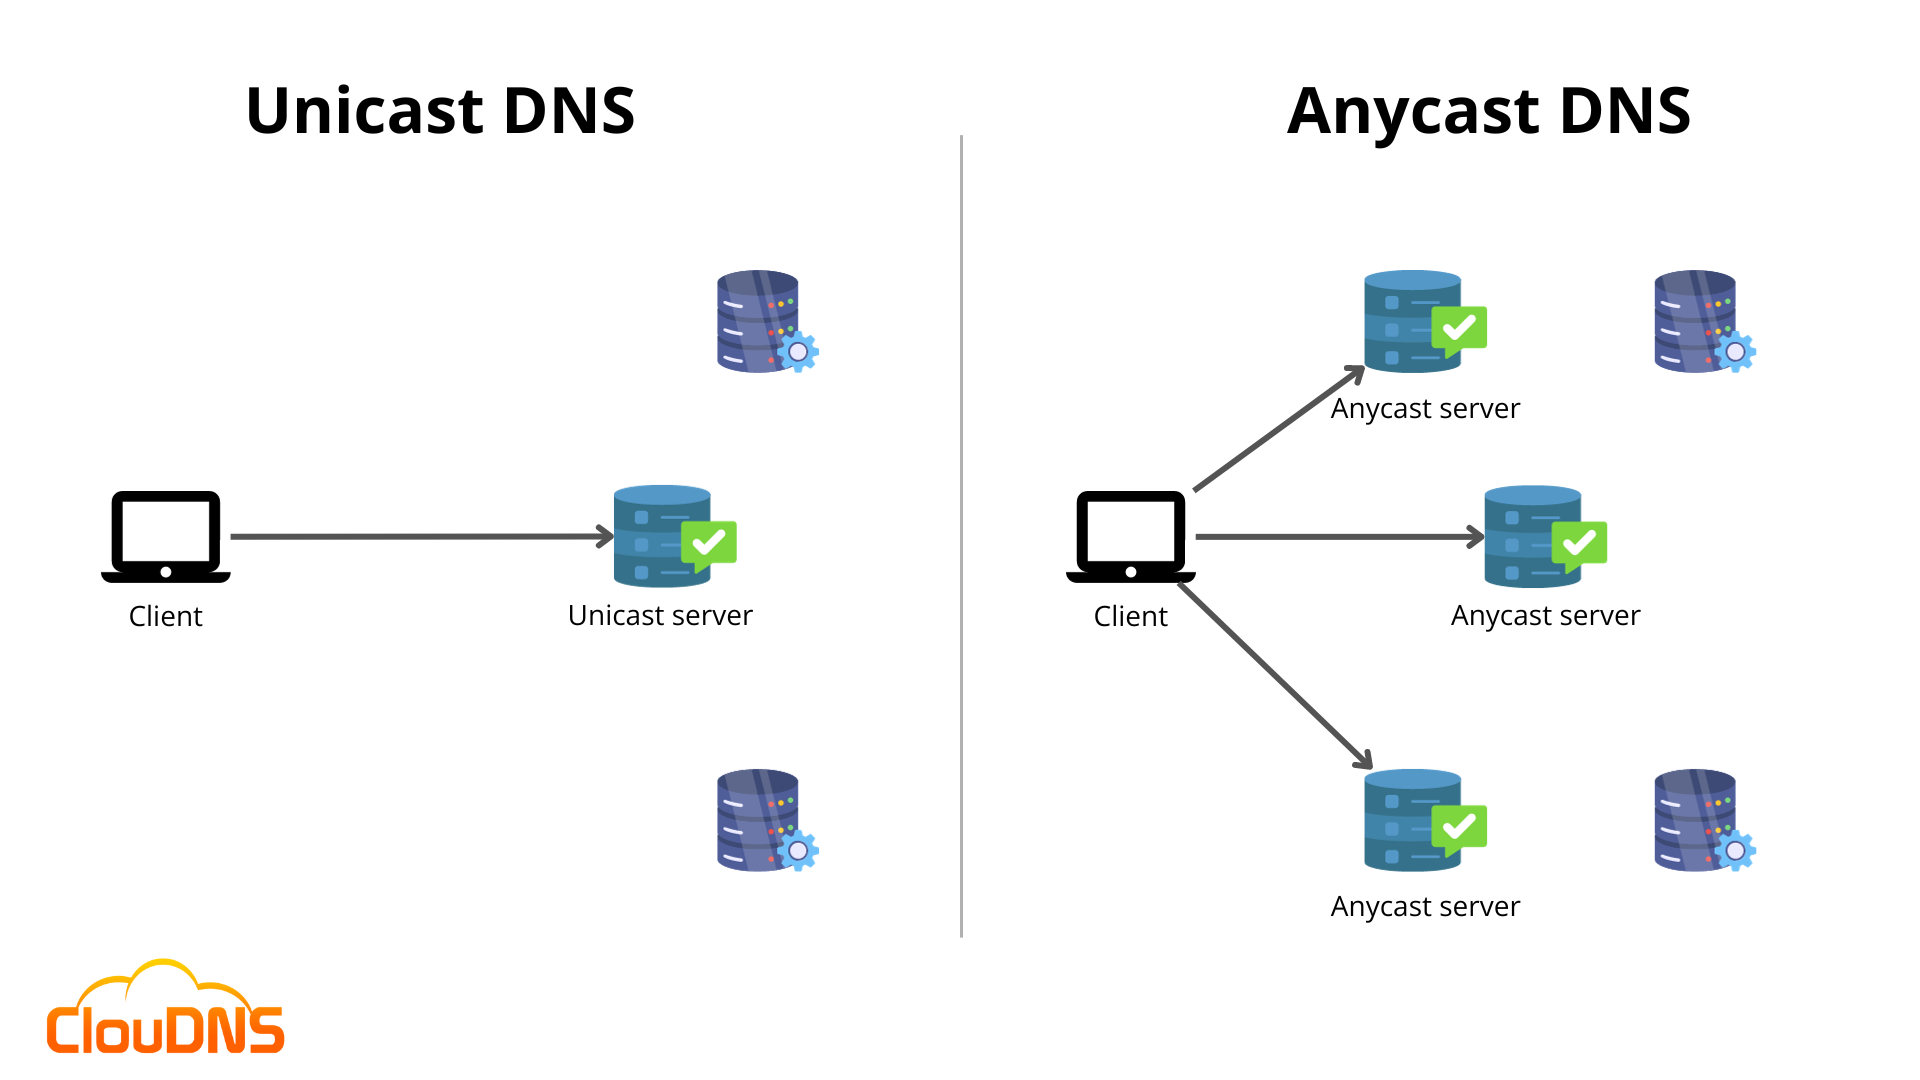 Unicast DNS
Client
Unicast server
Anycast DNS
Anycast server
Client
Anycast server
Anycast server
ClouDNS